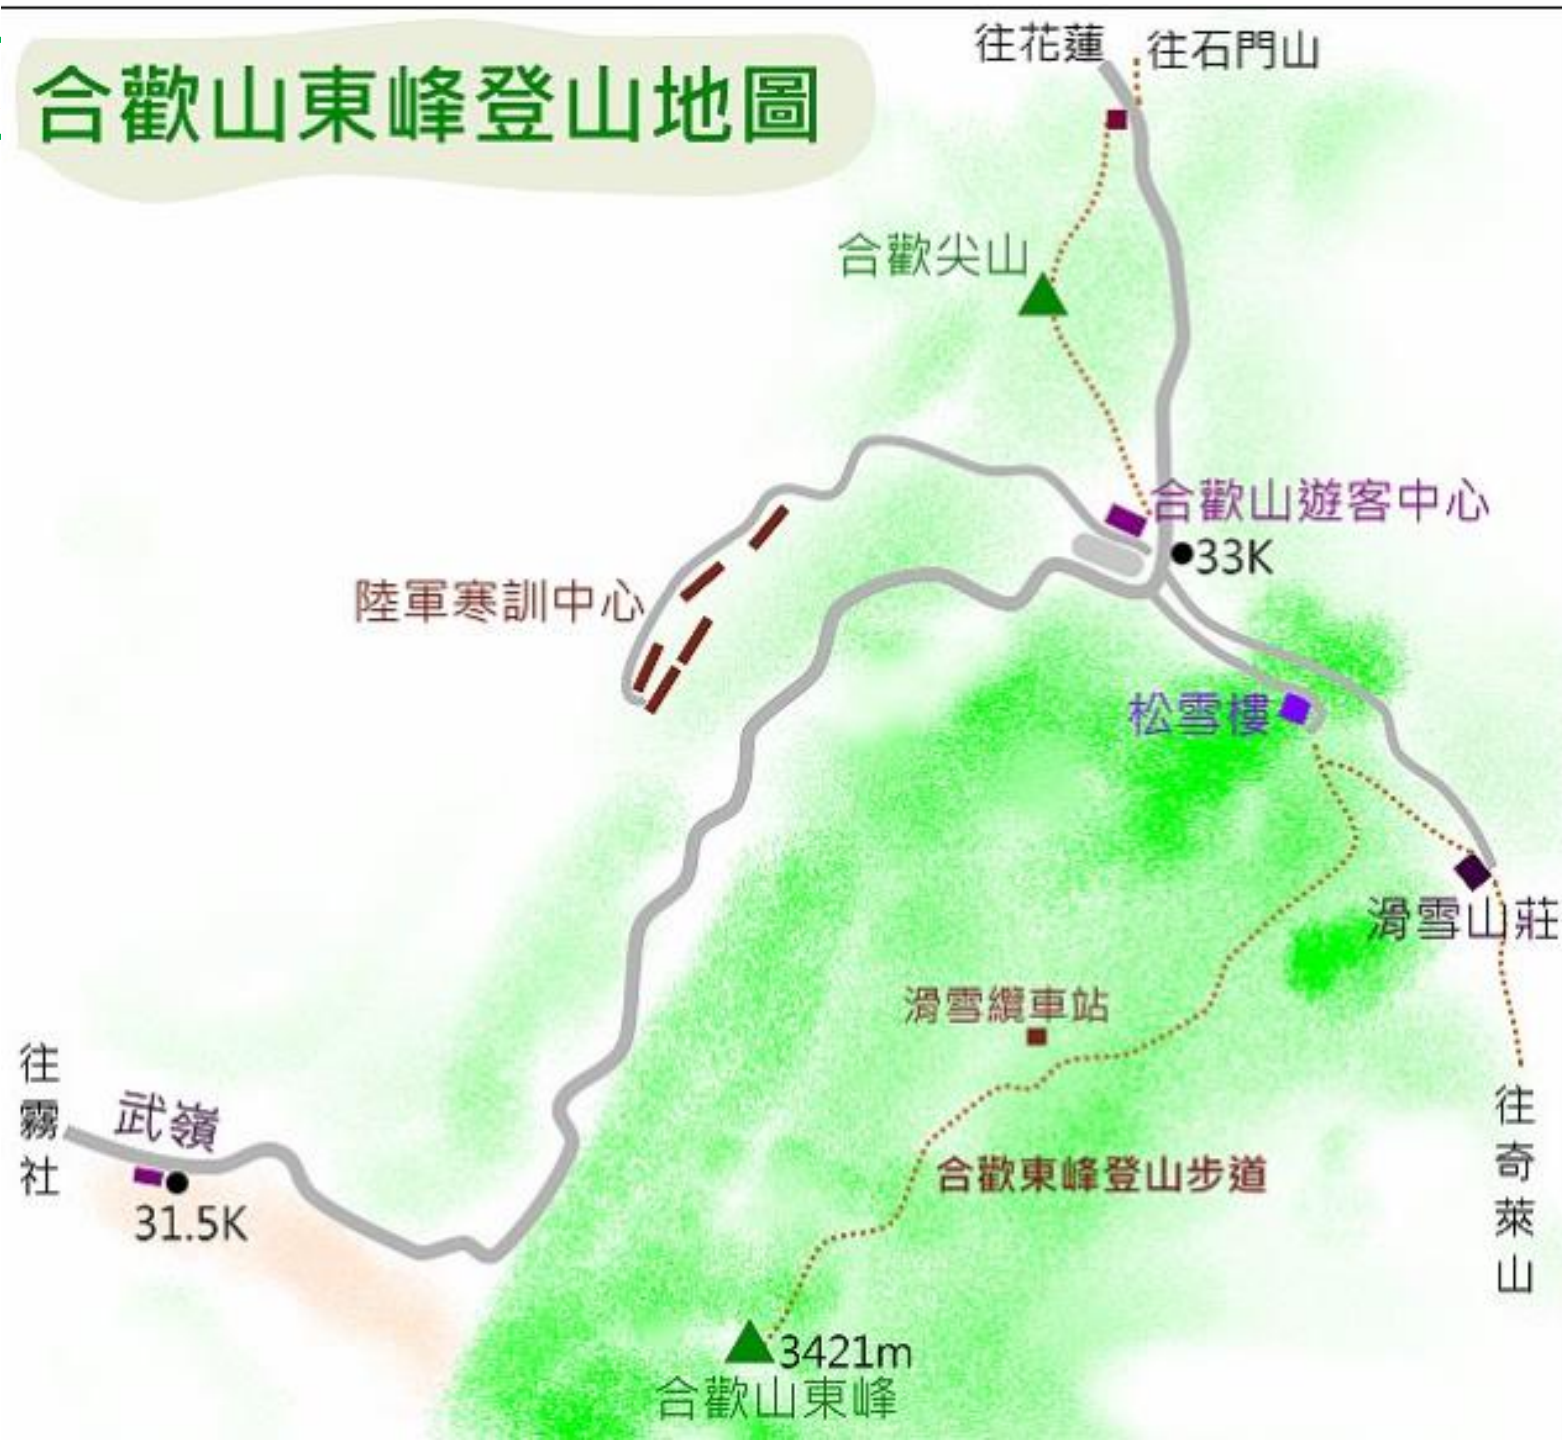 合歡山東峰登山地圖
往花蓮
往石門山
合歡尖山
合歡山遊客中心
33K
陸軍寒訓中心
松雪樓
滑雪山莊
滑雪纜車站
往霧社
武嶺
31.5K
合歡東峰登山步道
往奇萊山
3421m
合歡山東峰